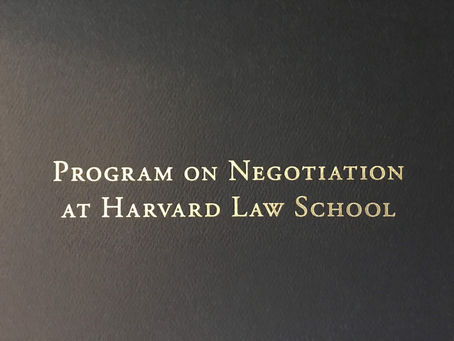 Program on Negotiation
at Harvard Law School